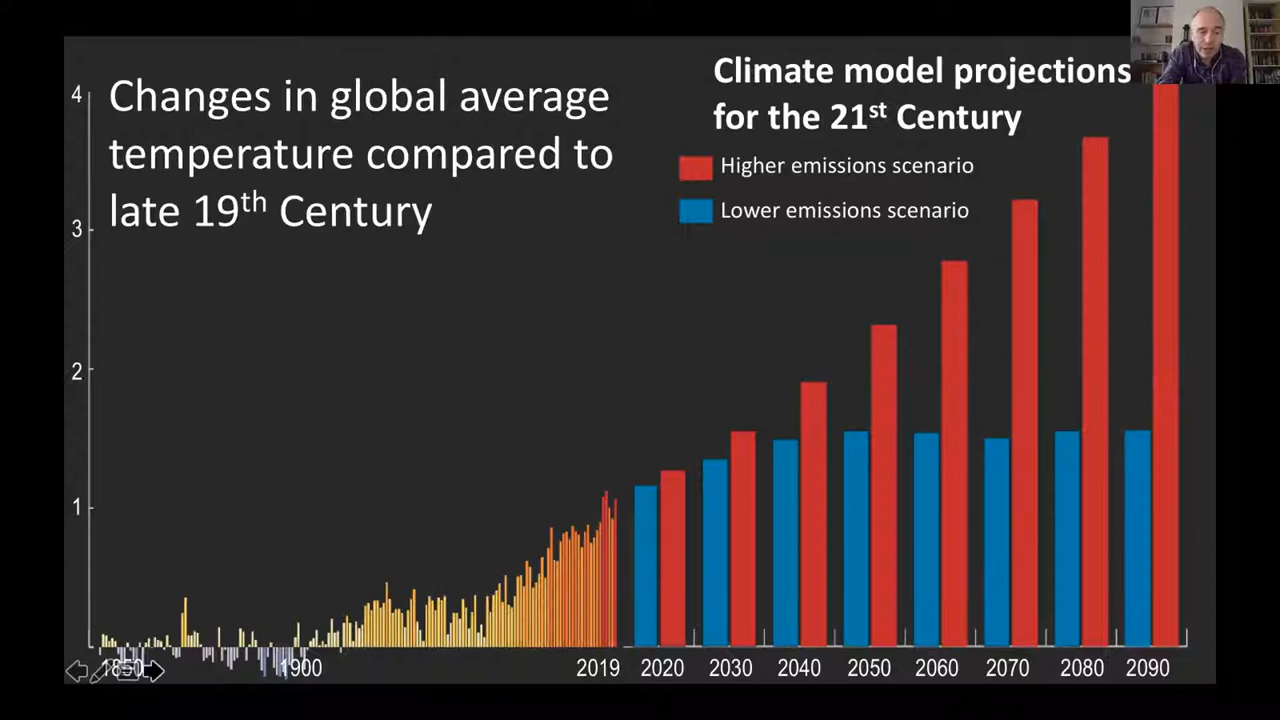 Changes in global average
temperature compared to
late 19th Century
Climate model projections
for the 21st Century
Higher emissions scenario
Lower emissions scenario
4
3
2
1
1850
1900
2019
2020
2030
2040
2050
2060
2070
2080
2090